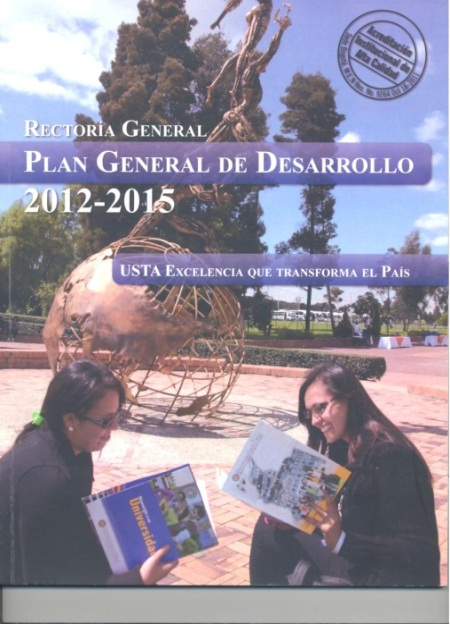 Acreditación
Institucional de
Alta Calidad
RECTORÍA GENERAL
PLAN GENERAL DE DESARROLLO
2012-2015
USTA EXCELENCIA QUE TRANSFORMA EL PAÍS
Universidad